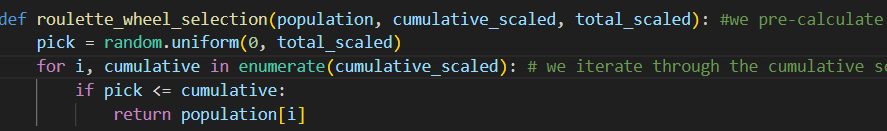 def roulette_wheel_selection(population, cumulative_scaled, total_scaled): #we pre-calculate
pick = random.uniform(0, total_scaled)
for i, cumulative in enumerate(cumulative_scaled): # we iterate through the cumulative
if pick <= cumulative:
return population[i]